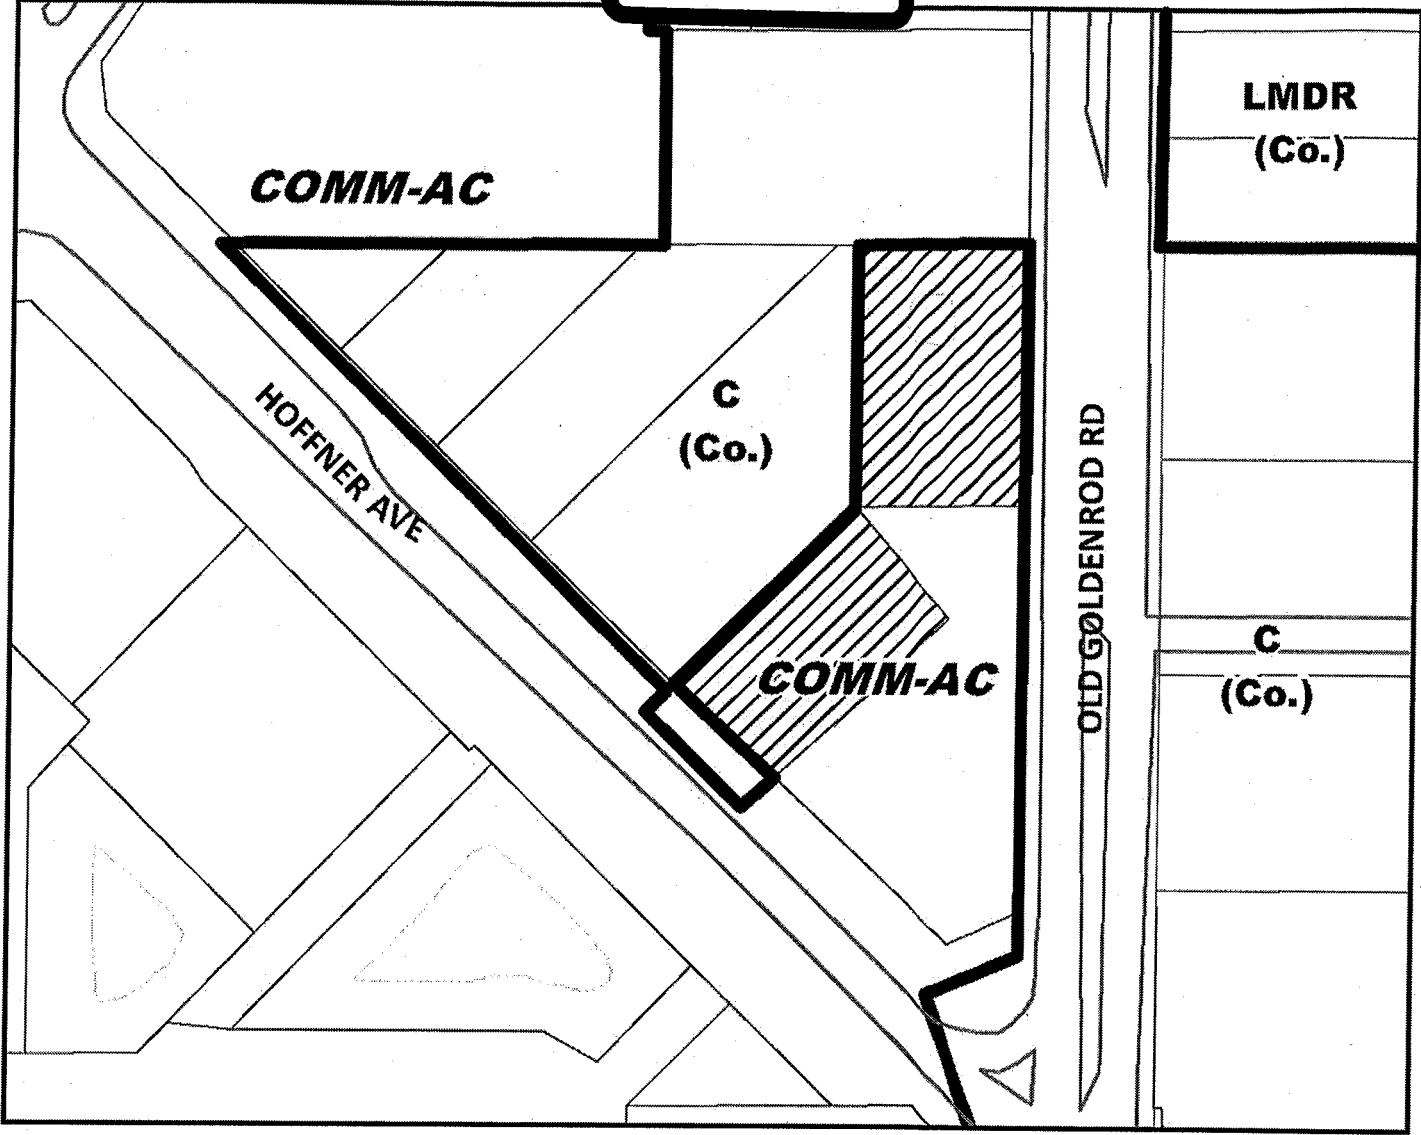 LMDR
(Co.)
COMM-AC
C
(Co.)
HOFFNER AVE
OLD GOLDENROD RD
COMM-AC
C
(Co.)